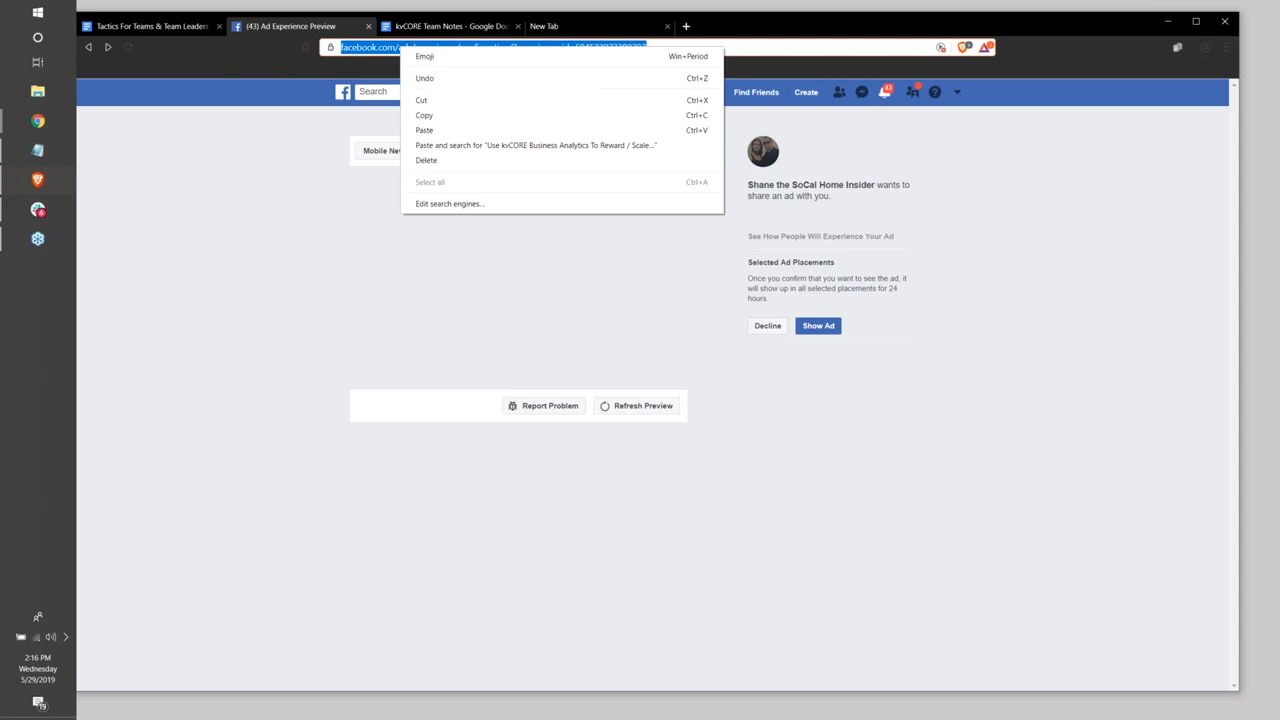 Tactics For Teams & Team Leaders
(43) Ad Experience Preview
kvCORE Team Notes - Google Doc
New Tab
Emoji Win+Period
Undo Ctrl+Z
Cut Ctrl+X
Copy Ctrl+C
Paste Ctrl+V
Paste and search for "Use kvCORE Business Analytics To Reward / Scale..."
Delete
Select all Ctrl+A
Edit search engines...
Search
Find Friends
Create
43
Mobile Ne
Shane the SoCal Home Insider wants to
share an ad with you.
See How People Will Experience Your Ad
Selected Ad Placements
Once you confirm that you want to see the ad, it
will show up in all selected placements for 24
hours.
Decline
Show Ad
Report Problem
Refresh Preview
2:16 PM
Wednesday
5/29/2019
19